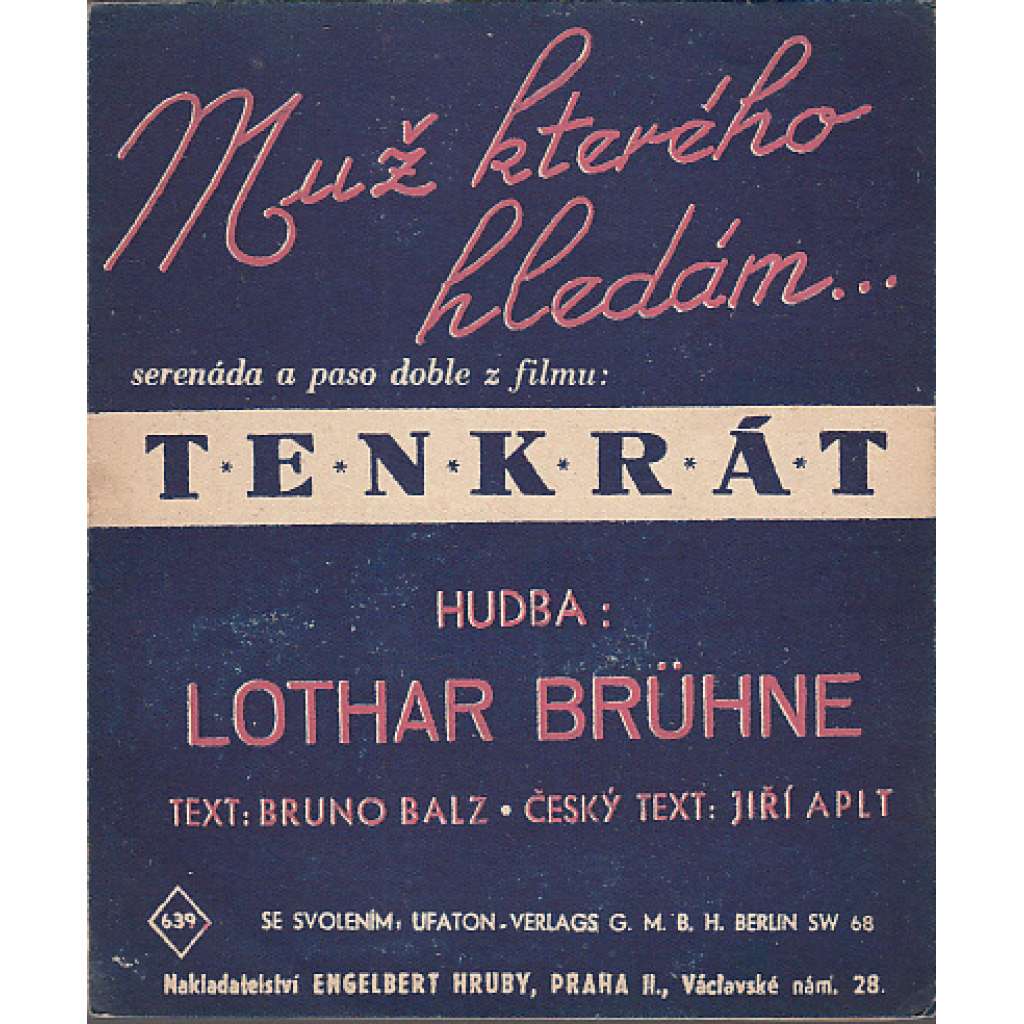 Muž kterého
hledám...
serenáda a paso doble z filmu:
T*E*N*K*R*Á*T
HUDBA:
LOTHAR BRÜHNE
TEXT: BRUNO BALZ • ČESKÝ TEXT: JIŘÍ APLT
639
SE SVOLENÍM: UFATON-VERLAGS G. M. B. H. BERLIN SW 68
Nakladatelství ENGELBERT HRUBY, PRAHA II., Václavské nám. 28.